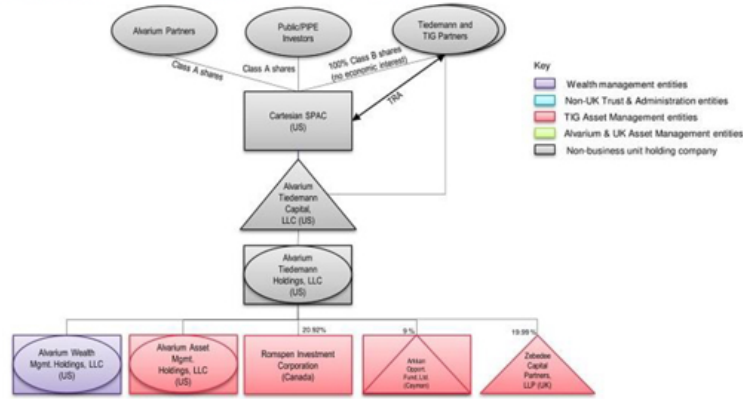 Alvarium Partners
Public/PIPE
Investors
Tiedemann and
TIG Partners
Class A shares
Class A shares
100% Class B shares
(no economic interest)
TRA
Cartesian SPAC
(US)
Alvarium
Tiedemann
Capital,
LLC (US)
Alvarium
Tiedemann
Holdings, LLC
(US)
Key
Wealth management entities
Non-UK Trust & Administration entities
TIG Asset Management entities
Alvarium & UK Asset Management entities
Non-business unit holding company
20.92%
9 %
19.99 %
Alvarium Wealth
Mgmt. Holdings, LLC
(US)
Alvarium Asset
Mgmt.
Holdings, LLC
(US)
Romspen Investment
Corporation
(Canada)
Arkkan
Opport.
Fund, Ltd.
(Cayman)
Zebedee
Capital
Partners,
LLP (UK)